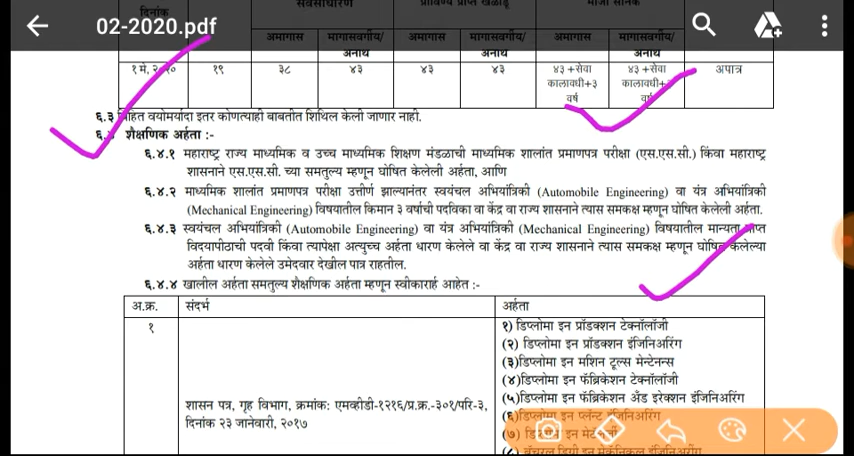 02-2020.pdf
दिनांक
सर्वसाधारण
माजी सैनिक
अमागास मागासवर्गीय/ अनाथ अमागास मागासवर्गीय/ अनाथ अमागास मागासवर्गीय/ अनाथ
१९ ३८ ४३ ४३ ४३ ४३ +सेवा कालावधी+३ वर्ष ४३ +सेवा अपात्र
६.३ विहित वयोमर्यादा इतर कोणत्याही बाबतीत शिथिल केली जाणार नाही.
शैक्षणिक अर्हता :-
६.४.१ महाराष्ट्र राज्य माध्यमिक व उच्च माध्यमिक शिक्षण मंडळाची माध्यमिक शालांत प्रमाणपत्र परीक्षा (एस.एस.सी.) किंवा महाराष्ट्र
शासनाने एस.एस.सी. च्या समतुल्य म्हणून घोषित केलेली अर्हता, आणि
६.४.२ माध्यमिक शालांत प्रमाणपत्र परीक्षा उत्तीर्ण झाल्यानंतर स्वयंचल अभियांत्रिकी (Automobile Engineering) वा यंत्र अभियांत्रिकी
(Mechanical Engineering) विषयातील किमान ३ वर्षाची पदविका वा केंद्र वा राज्य शासनाने त्यास समकक्ष म्हणून घोषित केलेली अर्हता.
६.४.३ स्वयंचल अभियांत्रिकी (Automobile Engineering) वा यंत्र अभियांत्रिकी (Mechanical Engineering) विषयातील मान्यताप्राप्त
विदयापीठाची पदवी किंवा त्यापेक्षा अत्युच्च अर्हता धारण केलेले वा केंद्र वा राज्य शासनाने त्यास समकक्ष म्हणून घोषित केलेल्या
अर्हता धारण केलेले उमेदवार देखील पात्र राहतील.
६.४.४ खालील अर्हता समतुल्य शैक्षणिक अर्हता म्हणून स्वीकारार्ह आहेत :-
अ.क्र. संदर्भ अर्हता
१
१) डिप्लोमा इन प्रॉडक्शन टेक्नॉलॉजी
(२) डिप्लोमा इन प्रॉडक्शन इंजिनिअरिंग
(३)डिप्लोमा इन मशिन टूल्स मेन्टेनन्स
(४)डिप्लोमा इन फॅब्रिकेशन टेक्नॉलॉजी
(५)डिप्लोमा इन फॅब्रिकेशन अँड इरेक्शन इंजिनिअरिंग
शासन पत्र, गृह विभाग, क्रमांक: एमव्हीडी-१२१६/प्र.क्र.-३०१/परि-३,
दिनांक २३ जानेवारी, २०१७
(६)डिप्लोमा इन प्लॅन्ट इंजिनिअरिंग